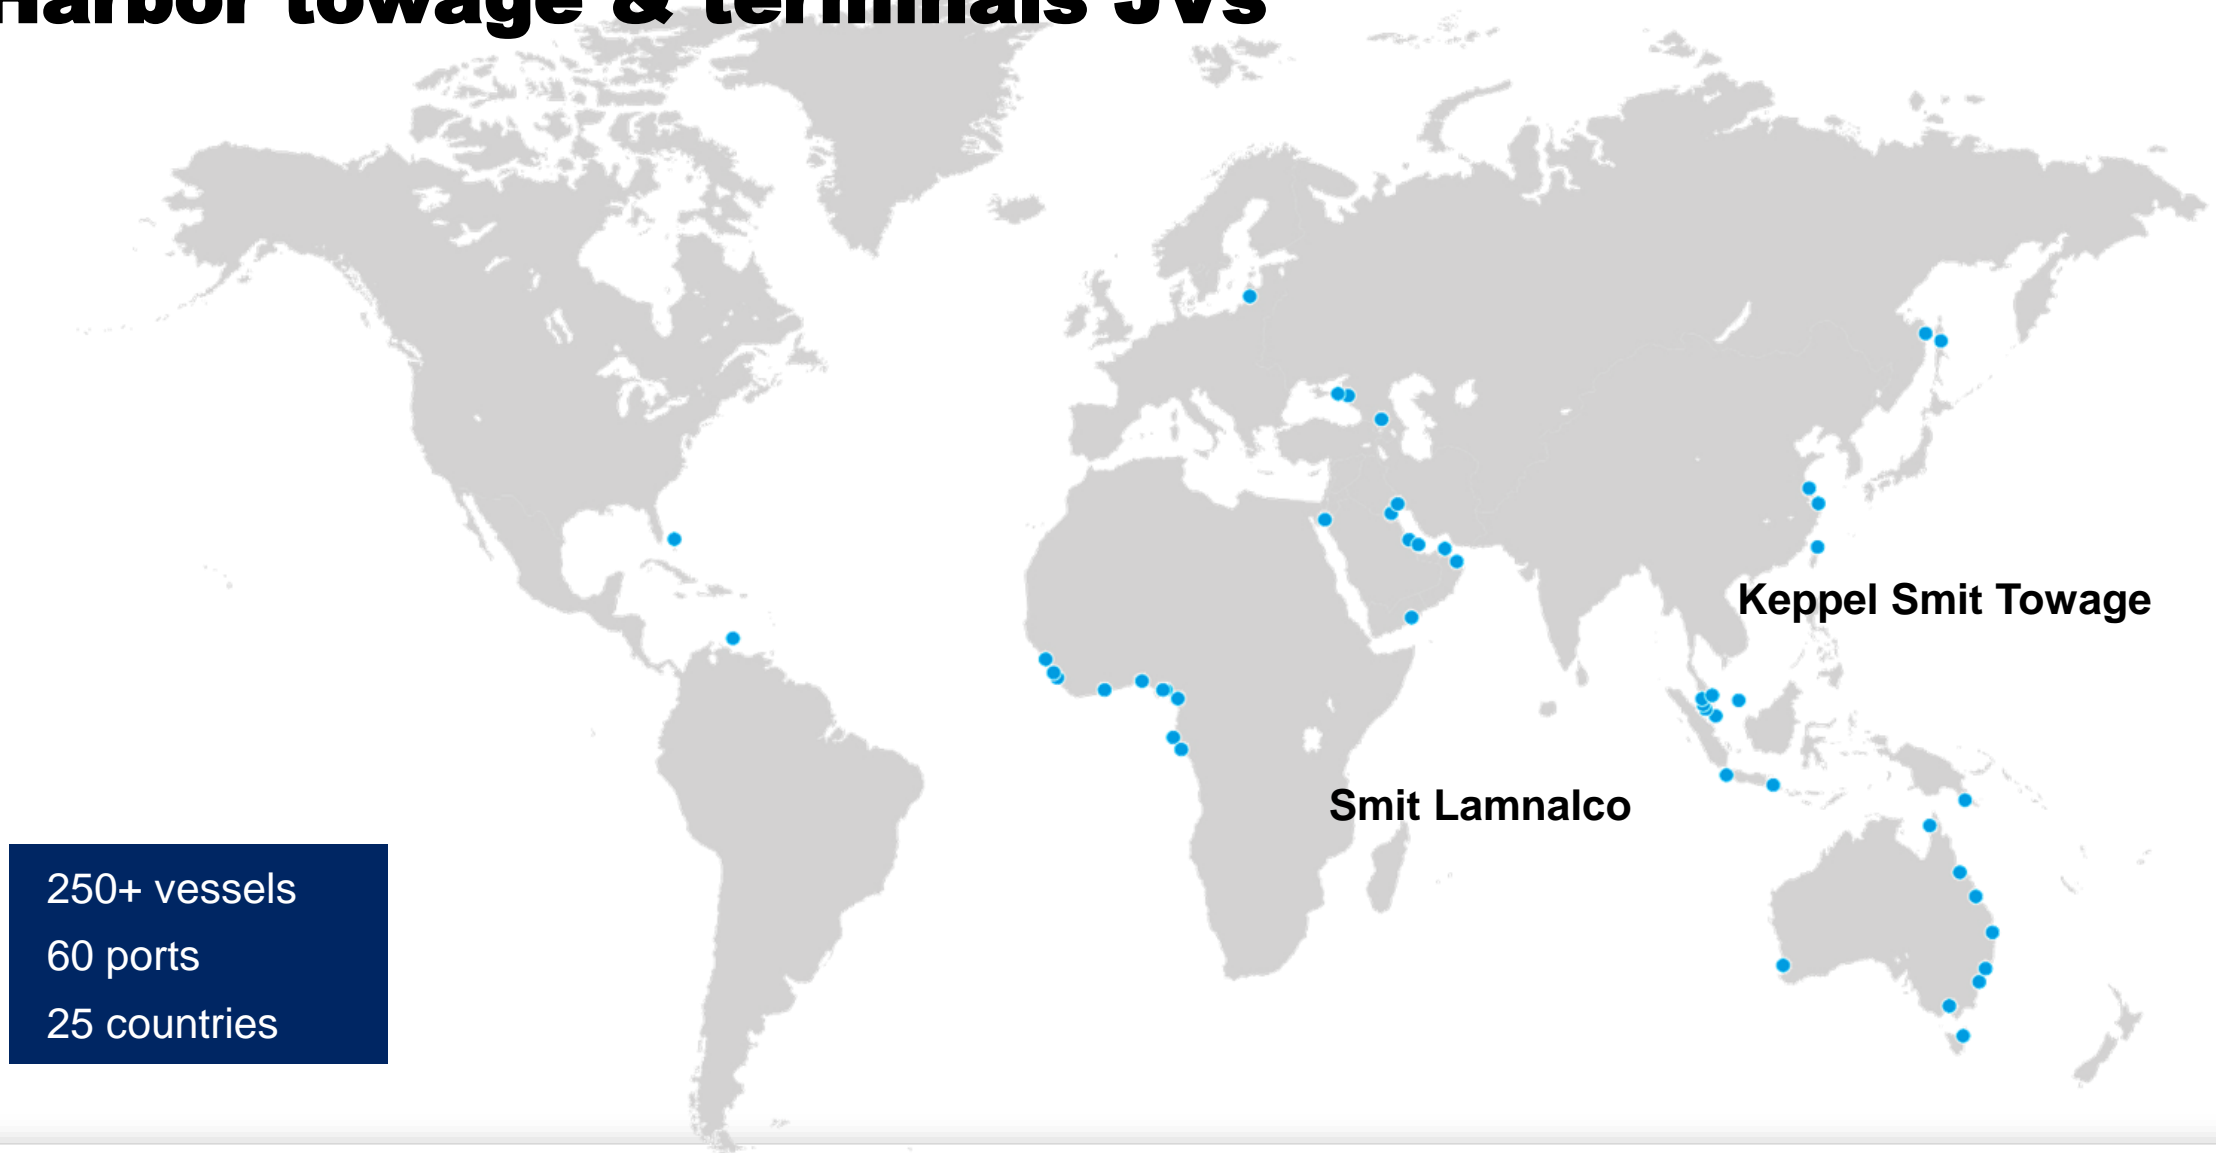 Harbor towage & terminals JVs
Keppel Smit Towage
Smit Lamnalco
250+ vessels
60 ports
25 countries